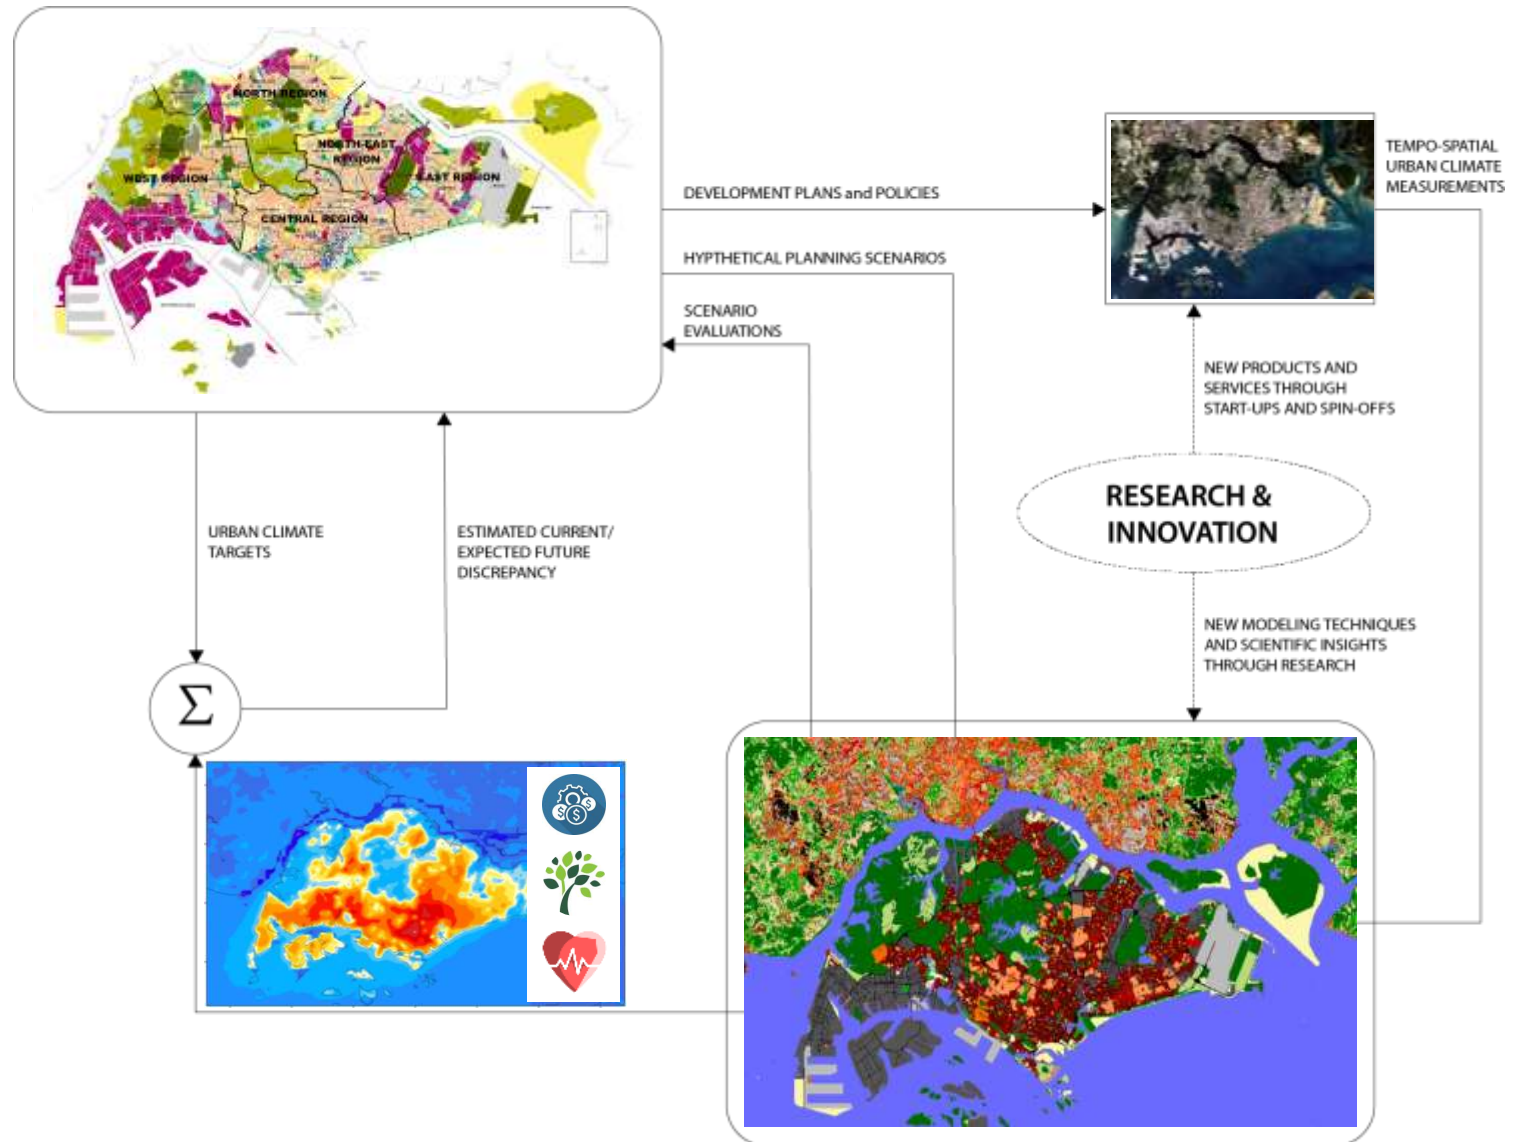 NORTH REGION
NORTH-EAST
REGION
WEST REGION
EAST REGION
CENTRAL REGION
DEVELOPMENT PLANS and POLICIES
HYPTHETICAL PLANNING SCENARIOS
SCENARIO
EVALUATIONS
TEMPO-SPATIAL
URBAN CLIMATE
MEASUREMENTS
NEW PRODUCTS AND
SERVICES THROUGH
START-UPS AND SPIN-OFFS
RESEARCH &
INNOVATION
URBAN CLIMATE
TARGETS
ESTIMATED CURRENT/
EXPECTED FUTURE
DISCREPANCY
NEW MODELING TECHNIQUES
AND SCIENTIFIC INSIGHTS
THROUGH RESEARCH
Σ
$ $ $